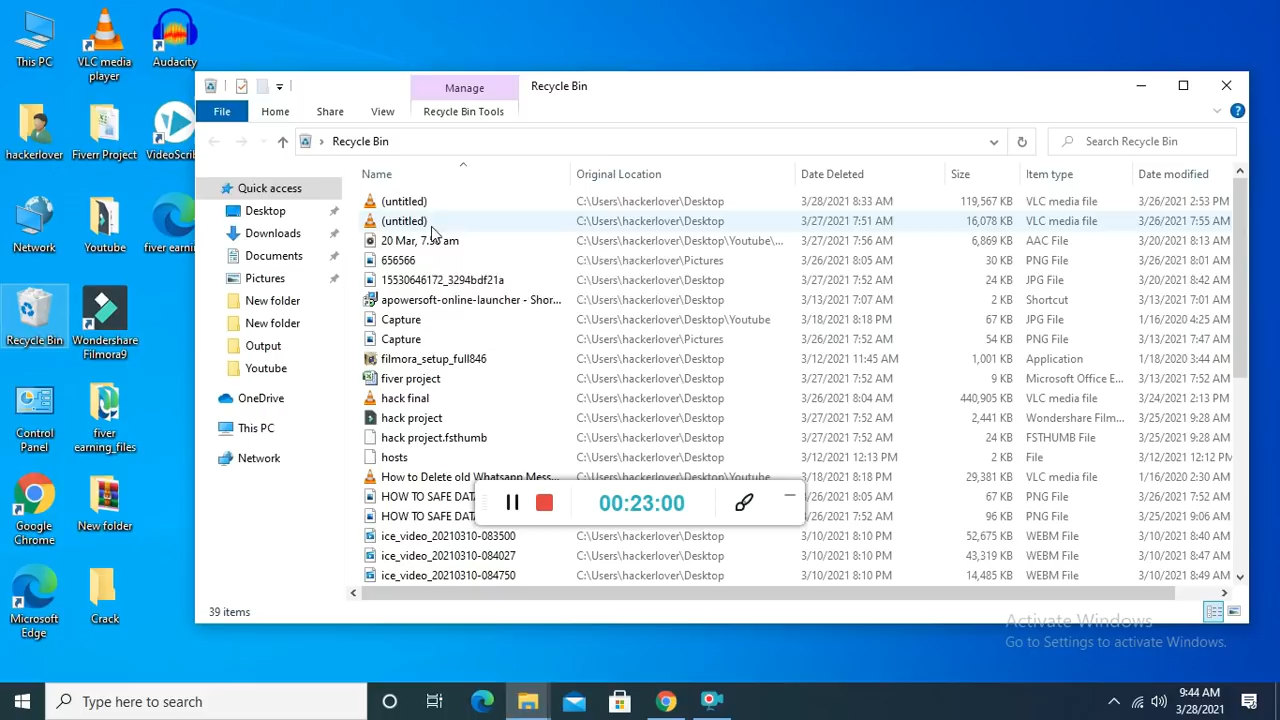 This PC
VLC media
player
Audacity
hackerlover
Fiverr Project
VideoScrib
Network
Youtube
fiver earni
Recycle Bin
Wondershare
Filmora9
Control
Panel
fiver
earning_files
Google
Chrome
New folder
Microsoft
Edge
Crack
Manage
Recycle Bin
File
Home
Share
View
Recycle Bin Tools
Recycle Bin
Search Recycle Bin
Quick access
Desktop
Downloads
Documents
Pictures
New folder
New folder
Output
Youtube
OneDrive
This PC
Network
Name Original Location Date Deleted Size Item type Date modified
(untitled) C:\Users\hackerlover\Desktop 3/28/2021 8:33 AM 119,567 KB VLC media file 3/26/2021 2:53 PM
(untitled) C:\Users\hackerlover\Desktop 3/27/2021 7:51 AM 16,078 KB VLC media file 3/26/2021 7:55 AM
20 Mar, am C:\Users\hackerlover\Desktop\Youtube\... 3/27/2021 7:56 AM 6,869 KB AAC File 3/20/2021 8:13 AM
656566 C:\Users\hackerlover\Pictures 3/26/2021 8:05 AM 30 KB PNG File 3/26/2021 8:01 AM
15530646172_3294bdf21a C:\Users\hackerlover\Desktop 3/27/2021 7:52 AM 24 KB JPG File 3/20/2021 8:42 AM
apowersoft-online-launcher - Shor... C:\Users\hackerlover\Desktop 3/13/2021 7:07 AM 2 KB Shortcut 3/13/2021 7:01 AM
Capture C:\Users\hackerlover\Desktop\Youtube 3/18/2021 8:18 PM 67 KB JPG File 1/16/2020 4:25 AM
Capture C:\Users\hackerlover\Pictures 3/26/2021 7:52 AM 54 KB PNG File 3/13/2021 7:47 AM
filmora_setup_full846 C:\Users\hackerlover\Desktop 3/12/2021 11:45 AM 1,001 KB Application 1/18/2020 3:44 AM
fiver project C:\Users\hackerlover\Desktop 3/27/2021 7:52 AM 9 KB Microsoft Office E... 3/13/2021 7:52 AM
hack final C:\Users\hackerlover\Desktop 3/26/2021 8:04 AM 440,905 KB VLC media file 3/24/2021 2:13 PM
hack project C:\Users\hackerlover\Desktop 3/27/2021 7:52 AM 2,441 KB Wondershare Film... 3/25/2021 9:28 AM
hack project.fsthumb C:\Users\hackerlover\Desktop 3/27/2021 7:52 AM 24 KB FSTHUMB File 3/25/2021 9:28 AM
hosts C:\Users\hackerlover\Desktop 3/12/2021 12:13 PM 2 KB File 3/12/2021 12:12 PM
How to Delete old Whatsapp Mess... C:\Users\hackerlover\Desktop\Youtube 3/18/2021 8:18 PM 29,381 KB VLC media file 1/16/2020 2:30 AM
HOW TO SAFE DATA 3/26/2021 8:05 AM 67 KB PNG File 3/26/2021 7:52 AM
HOW TO SAFE DATA 3/26/2021 7:52 AM 96 KB PNG File 3/25/2021 9:06 AM
ice_video_20210310-083500 C:\Users\hackerlover\Desktop 3/10/2021 8:10 PM 52,675 KB WEBM File 3/10/2021 8:40 AM
ice_video_20210310-084027 C:\Users\hackerlover\Desktop 3/10/2021 8:10 PM 43,319 KB WEBM File 3/10/2021 8:42 AM
ice_video_20210310-084750 C:\Users\hackerlover\Desktop 3/10/2021 8:10 PM 14,485 KB WEBM File 3/10/2021 8:49 AM
00:23:00
39 items
Activate Windows
Go to Settings to activate Windows.
Type here to search
9:44 AM
3/28/2021